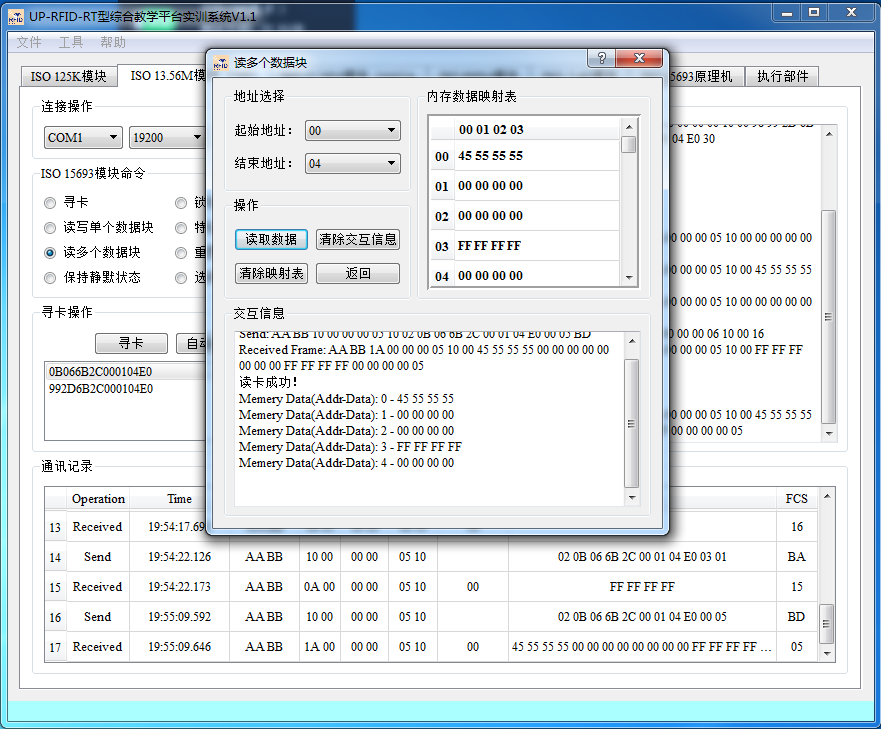 UP-RFID-RT型综合教学平台实训系统V1.1
文件 工具 帮助
ISO 125K模块 ISO 13.56M模 5693原理机 执行部件
连接操作
COM1 19200
ISO 15693模块命令
寻卡
读写单个数据块
读多个数据块
保持静默状态
寻卡操作
寻卡 自动
0B066B2C000104E0
992D6B2C000104E0
04 E0 30
00 00 00 05 10 00 00 00 00 00
00 00 00 05 10 00 45 55 55 55
00 00 00 05 10 00 00 00 00 00
00 00 00 06 10 00 16
00 00 00 05 10 00 FF FF FF
00 00 00 05 10 00 45 55 55 55
00 00 00 00 05
读多个数据块
地址选择
起始地址: 00
结束地址: 04
操作
读取数据 清除交互信息
清除映射表 返回
内存数据映射表
00 01 02 03
00 45 55 55 55
01 00 00 00 00
02 00 00 00 00
03 FF FF FF FF
04 00 00 00 00
交互信息
Send: AA BB 10 00 00 00 05 10 02 0B 06 6B 2C 00 01 04 E0 00 05 BD
Received Frame: AA BB 1A 00 00 00 05 10 00 45 55 55 55 00 00 00 00 00
00 00 00 FF FF FF FF 00 00 00 00 05
读卡成功!
Memory Data(Addr-Data): 0 - 45 55 55 55
Memory Data(Addr-Data): 1 - 00 00 00 00
Memory Data(Addr-Data): 2 - 00 00 00 00
Memory Data(Addr-Data): 3 - FF FF FF FF
Memory Data(Addr-Data): 4 - 00 00 00 00
通讯记录
Operation Time FCS
13 Received 19:54:17.69 16
14 Send 19:54:22.126 AA BB 10 00 00 00 05 10 02 0B 06 6B 2C 00 01 04 E0 03 01 BA
15 Received 19:54:22.173 AA BB 0A 00 00 00 05 10 00 FF FF FF FF 15
16 Send 19:55:09.592 AA BB 10 00 00 00 05 10 02 0B 06 6B 2C 00 01 04 E0 00 05 BD
17 Received 19:55:09.646 AA BB 1A 00 00 00 05 10 00 45 55 55 55 00 00 00 00 00 00 00 00 FF FF FF FF ... 05